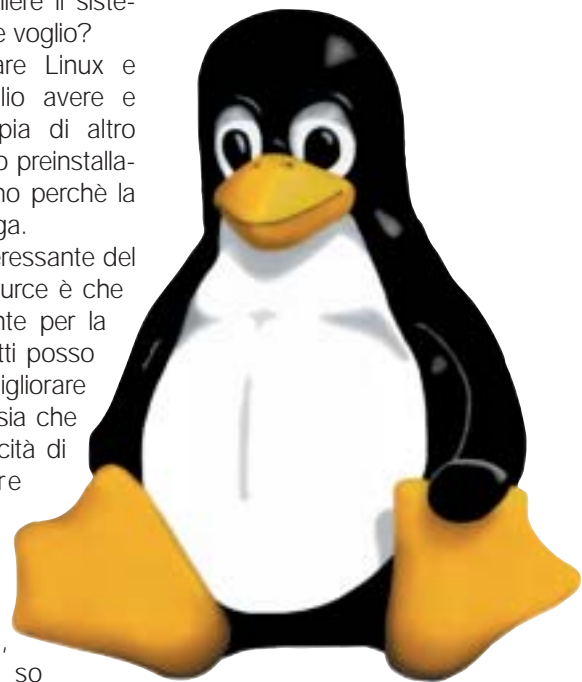 niere il siste-
e voglio?
are Linux e
lio avere e
pia di altro
o preinstalla-
no perchè la
ga.
eressante del
urce è che
nte per la
tti posso
igliorare
sia che
cità di
re
,
so